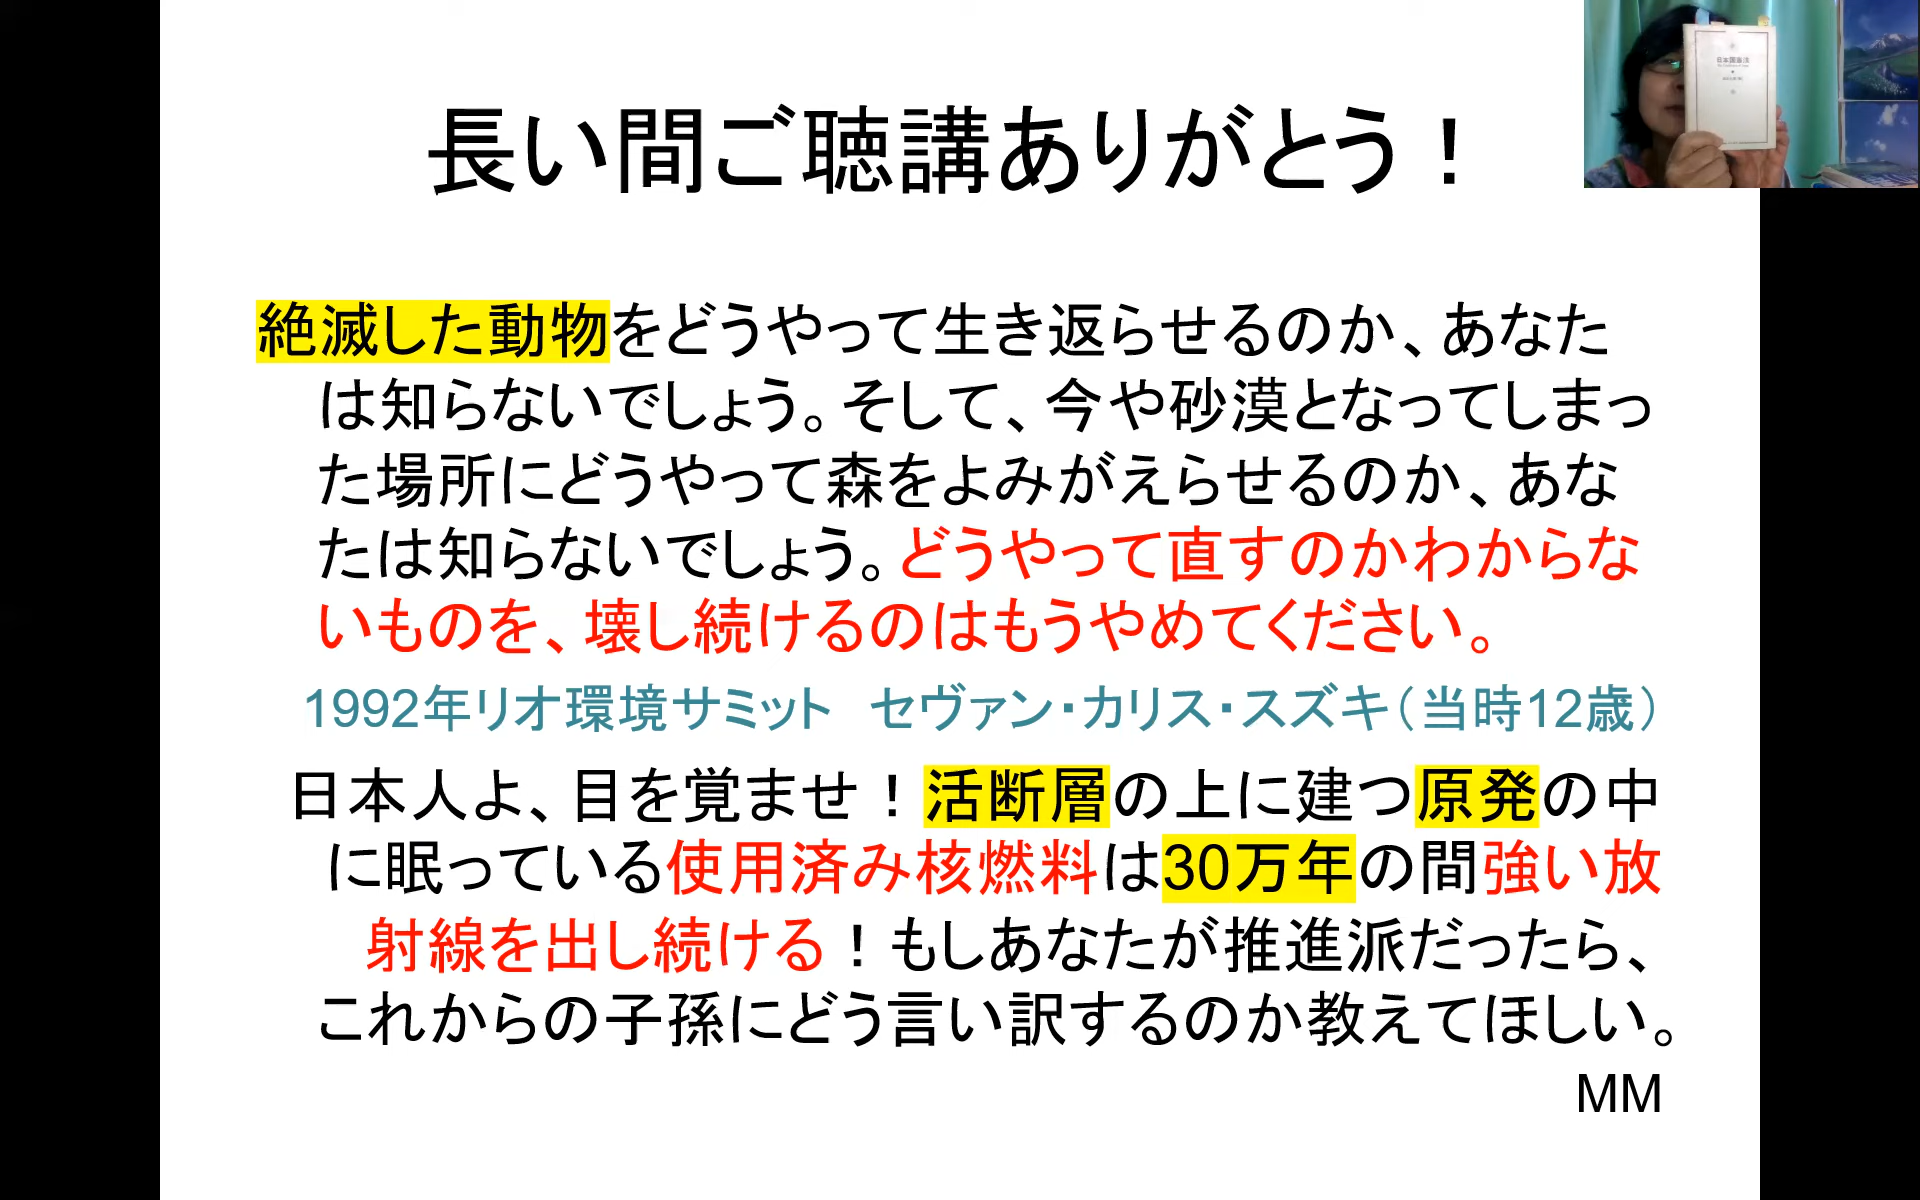 長い間ご聴講ありがとう！
日本国憲法
絶滅した動物をどうやって生き返らせるのか、あなた
は知らないでしょう。そして、今や砂漠となってしまっ
た場所にどうやって森をよみがえらせるのか、あな
たは知らないでしょう。どうやって直すのかわからな
いものを、壊し続けるのはもうやめてください。
1992年リオ環境サミット　セヴァン・カリス・スズキ（当時12歳）
日本人よ、目を覚ませ！活断層の上に建つ原発の中
に眠っている使用済み核燃料は30万年の間強い放
射線を出し続ける！もしあなたが推進派だったら、
これからの子孫にどう言い訳するのか教えてほしい。
MM